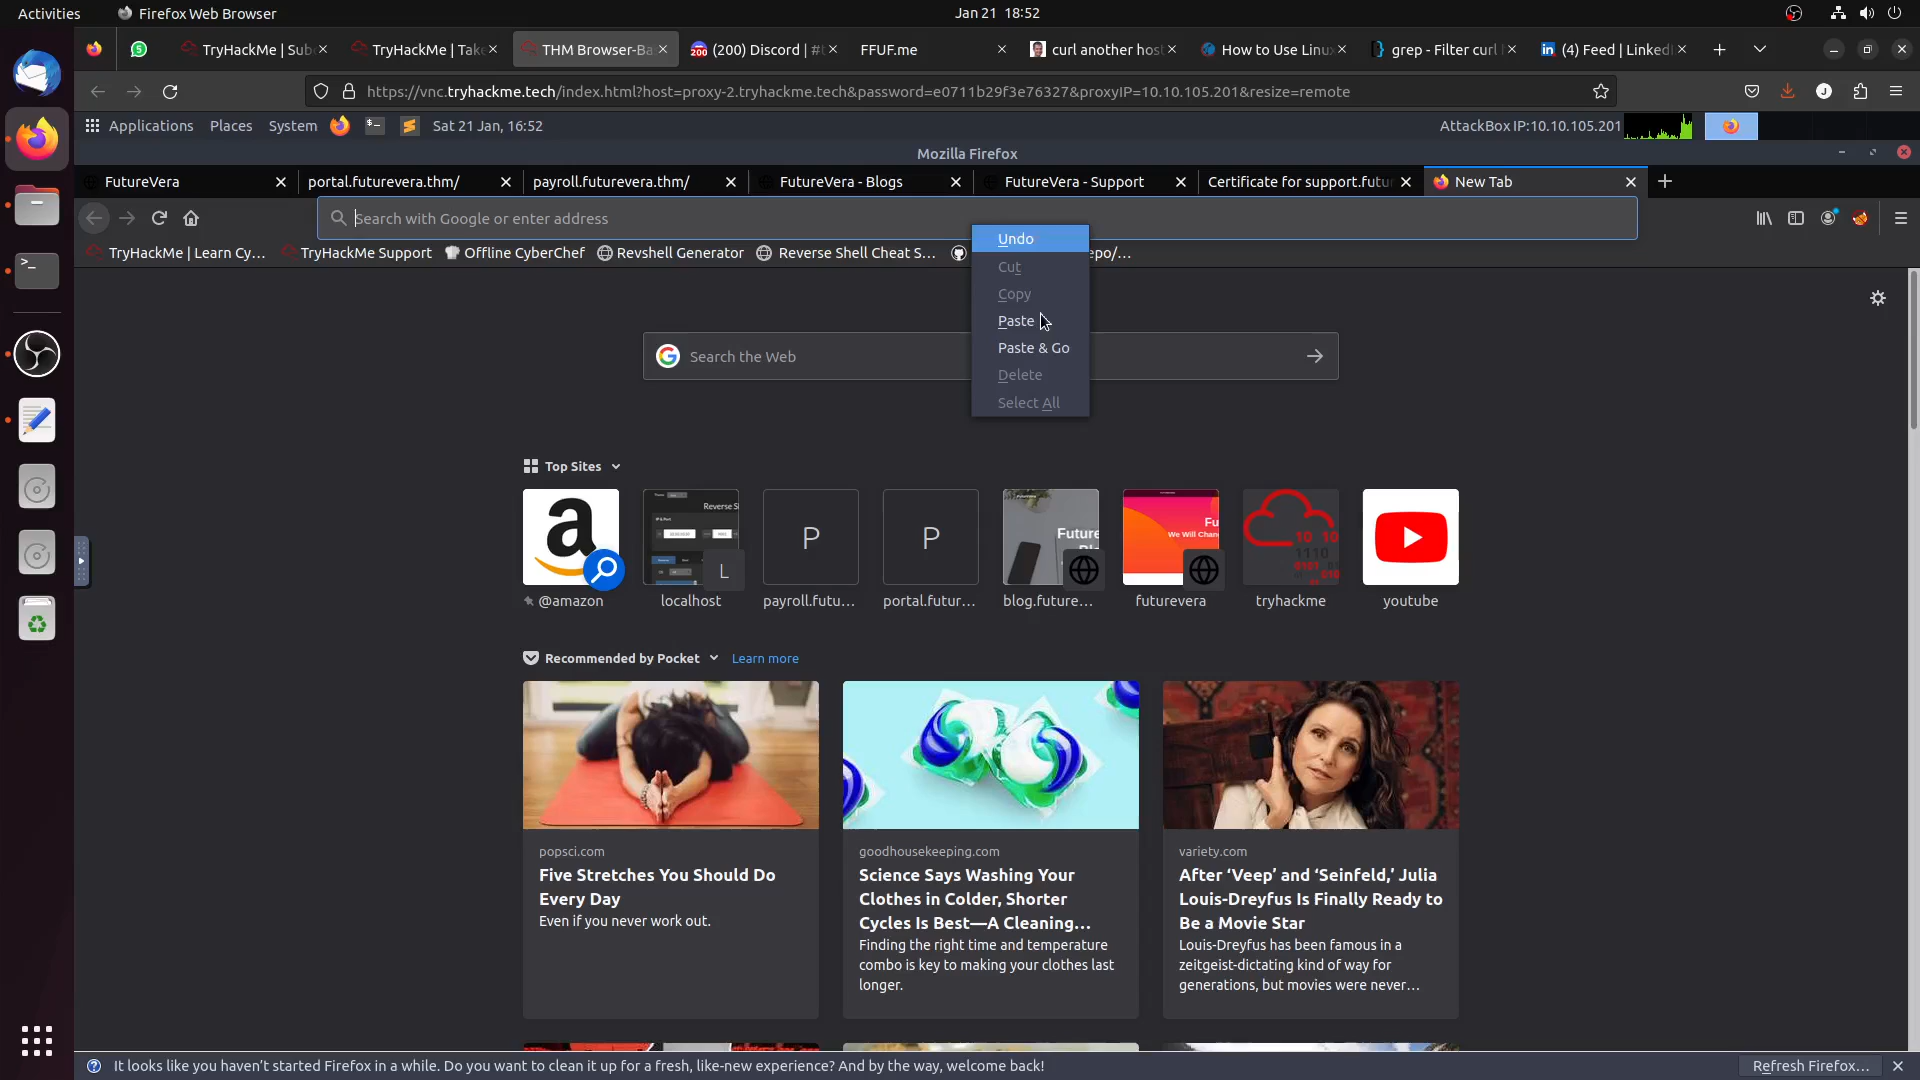 Activities
Firefox Web Browser
Jan 21 18:52
TryHackMe | Sub
TryHackMe | Take
THM Browser-Ba
(200) Discord | #t
FFUF.me
curl another host
How to Use Linux
grep - Filter curl
(4) Feed | LinkedI
https://vnc.tryhackme.tech/index.html?host=proxy-2.tryhackme.tech&password=e0711b29f3e76327&proxyIP=10.10.105.201&resize=remote
Applications
Places
System
Sat 21 Jan, 16:52
AttackBox IP:10.10.105.201
Mozilla Firefox
FutureVera
portal.futurevera.thm/
payroll.futurevera.thm/
FutureVera - Blogs
FutureVera - Support
Certificate for support.futur
New Tab
Search with Google or enter address
TryHackMe | Learn Cy...
TryHackMe Support
Offline CyberChef
Revshell Generator
Reverse Shell Cheat S...
epo/...
Undo
Cut
Copy
Paste
Paste & Go
Delete
Select All
Search the Web
Top Sites
@amazon
localhost
payroll.futu...
portal.futur...
blog.future...
futurevera
tryhackme
youtube
Recommended by Pocket
Learn more
popsci.com
Five Stretches You Should Do
Every Day
Even if you never work out.
goodhousekeeping.com
Science Says Washing Your
Clothes in Colder, Shorter
Cycles Is Best—A Cleaning...
Finding the right time and temperature
combo is key to making your clothes last
longer.
variety.com
After ‘Veep’ and ‘Seinfeld,’ Julia
Louis-Dreyfus Is Finally Ready to
Be a Movie Star
Louis-Dreyfus has been famous in a
zeitgeist-dictating kind of way for
generations, but movies were never...
It looks like you haven’t started Firefox in a while. Do you want to clean it up for a fresh, like-new experience? And by the way, welcome back!
Refresh Firefox...